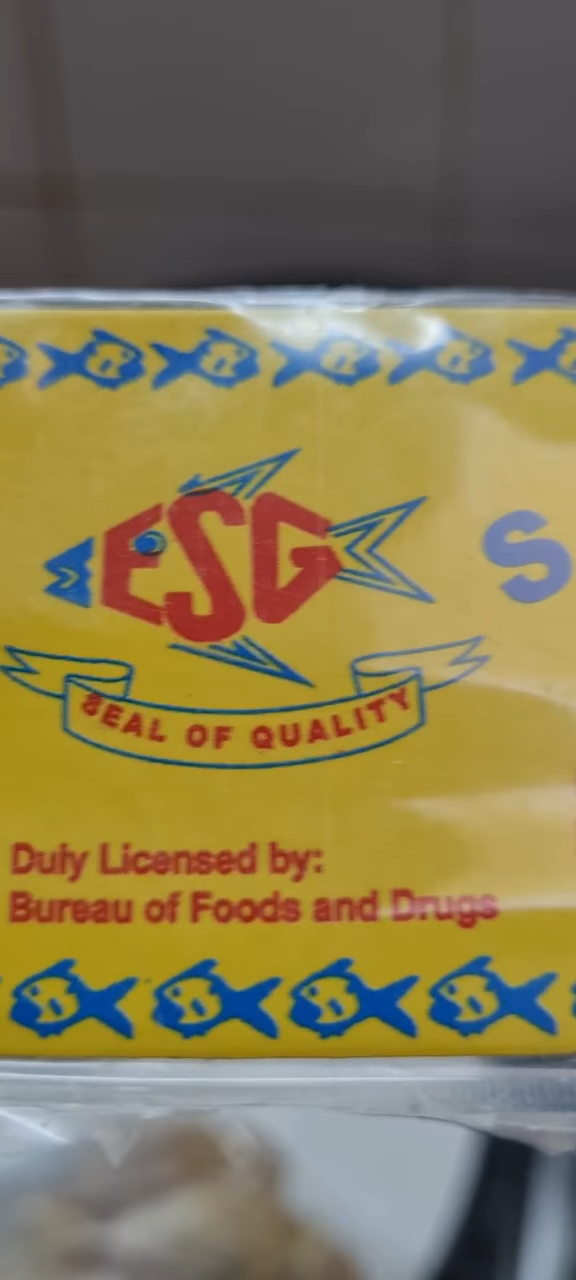 ESG
S
SEAL OF QUALITY
Duly Licensed by:
Bureau of Foods and Drugs